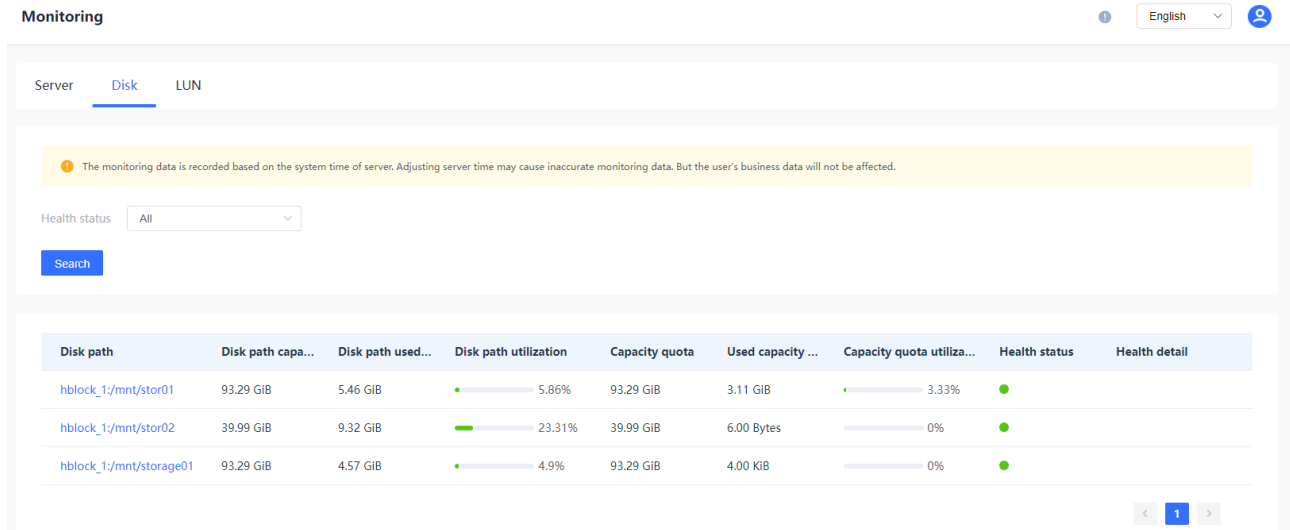 Monitoring
English
Server Disk LUN
The monitoring data is recorded based on the system time of server. Adjusting server time may cause inaccurate monitoring data. But the user's business data will not be affected.
Health status All
Search
Disk path Disk path capa... Disk path used... Disk path utilization Capacity quota Used capacity ... Capacity quota utiliza... Health status Health detail
hblock_1:/mnt/stor01 93.29 GiB 5.46 GiB 5.86% 93.29 GiB 3.11 GiB 3.33%
hblock_1:/mnt/stor02 39.99 GiB 9.32 GiB 23.31% 39.99 GiB 6.00 Bytes 0%
hblock_1:/mnt/storage01 93.29 GiB 4.57 GiB 4.9% 93.29 GiB 4.00 KiB 0%
< 1 >